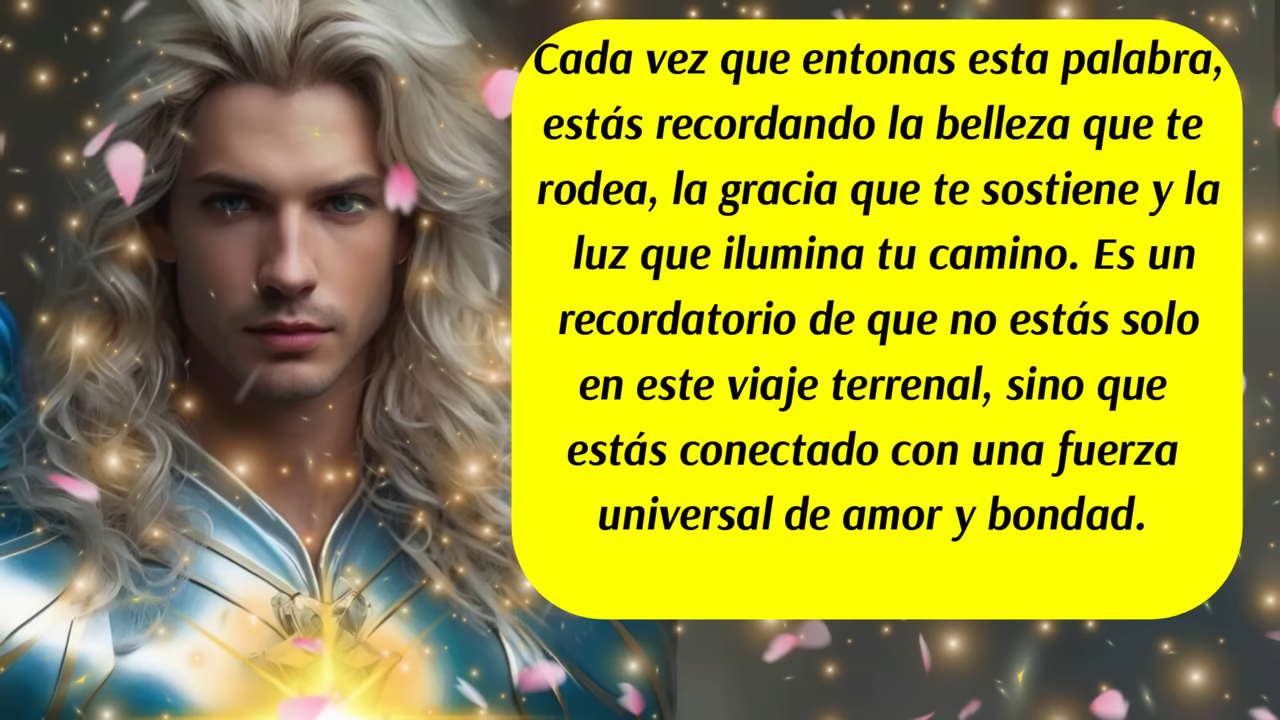 Cada vez que entonas esta palabra,
estás recordando la belleza que te
rodea, la gracia que te sostiene y la
luz que ilumina tu camino. Es un
recordatorio de que no estás solo
en este viaje terrenal, sino que
estás conectado con una fuerza
universal de amor y bondad.